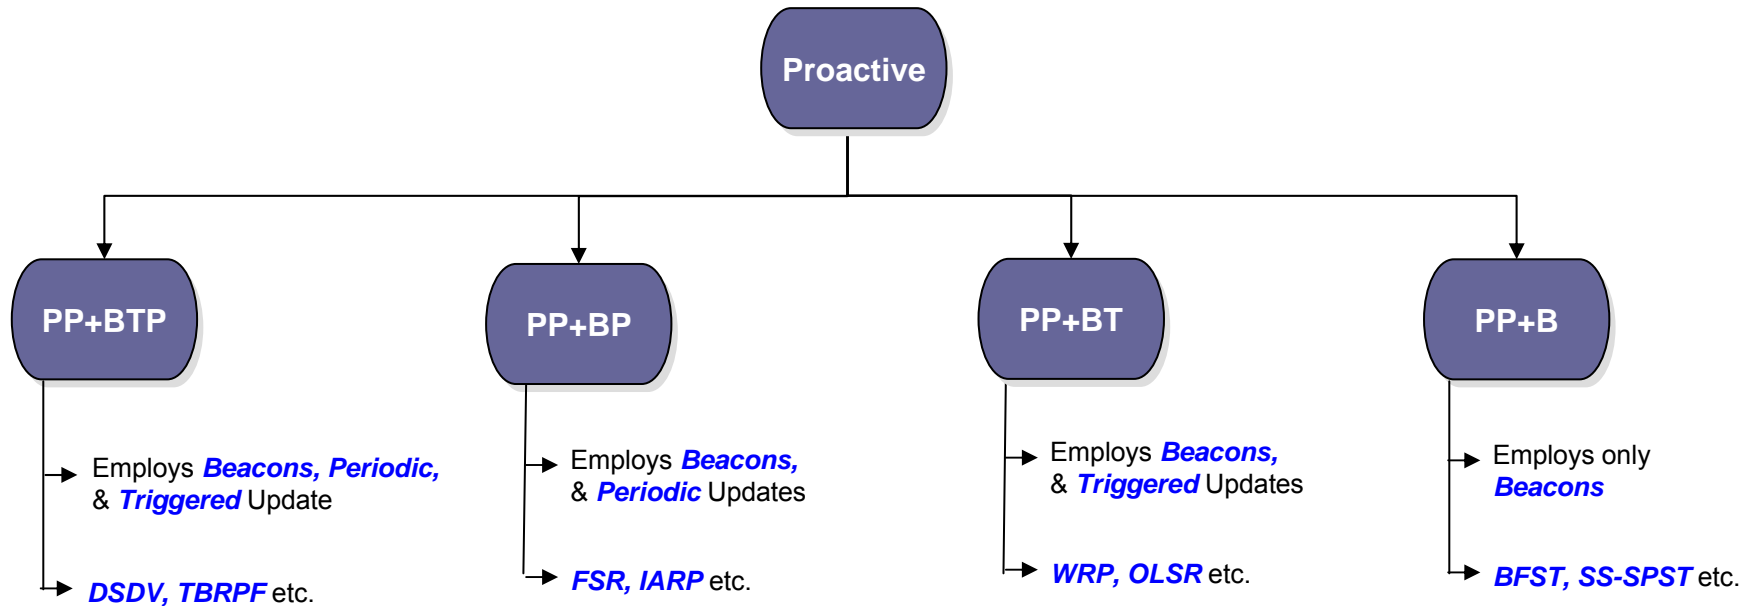 Proactive
PP+BTP
PP+BP
PP+BT
PP+B
Employs Beacons, Periodic,
& Triggered Update
DSDV, TBRPF etc.
Employs Beacons,
& Periodic Updates
FSR, IARP etc.
Employs Beacons,
& Triggered Updates
WRP, OLSR etc.
Employs only
Beacons
BFST, SS-SPST etc.